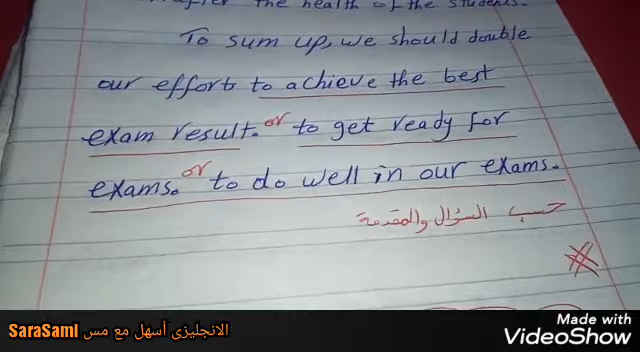 after the health of the students.
To sum up, we should double
our efforts to achieve the best
exam result. or to get ready for
exams. or to do well in our exams.
حسب السؤال والمقدمة
الانجليزى أسهل مع مس SaraSamI
Made with
VideoShow